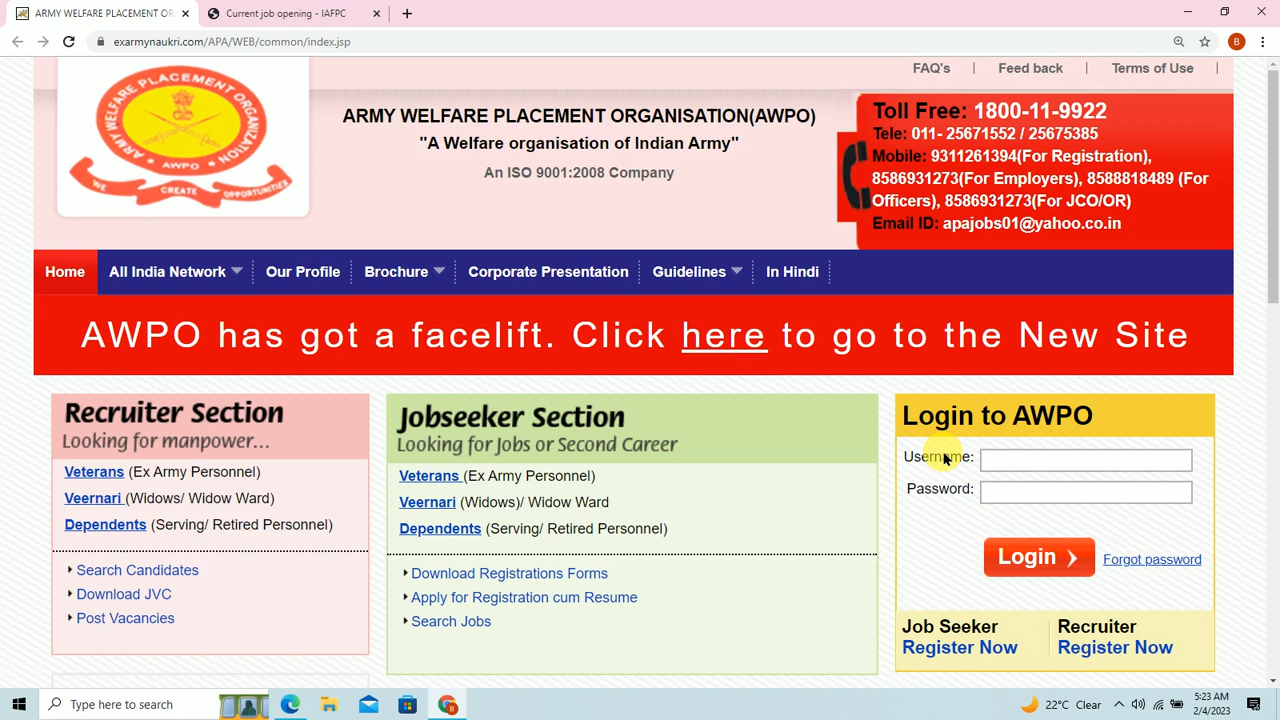 ARMY WELFARE PLACEMENT OR
Current job opening - IAFPC
exarmynaukri.com/APA/WEB/common/index.jsp
B
FAQ's | Feed back | Terms of Use |
ARMY WELFARE PLACEMENT ORGANIZATION
AWPO
WE CREATE OPPORTUNITIES
ARMY WELFARE PLACEMENT ORGANISATION(AWPO)
"A Welfare organisation of Indian Army"
An ISO 9001:2008 Company
Toll Free: 1800-11-9922
Tele: 011- 25671552 / 25675385
Mobile: 9311261394(For Registration),
8586931273(For Employers), 8588818489 (For
Officers), 8586931273(For JCO/OR)
Email ID: apajobs01@yahoo.co.in
Home All India Network Our Profile Brochure Corporate Presentation Guidelines In Hindi
AWPO has got a facelift. Click here to go to the New Site
Recruiter Section
Looking for manpower...
Veterans (Ex Army Personnel)
Veernari (Widows/ Widow Ward)
Dependents (Serving/ Retired Personnel)
Search Candidates
Download JVC
Post Vacancies
Jobseeker Section
Looking for Jobs or Second Career
Veterans (Ex Army Personnel)
Veernari (Widows)/ Widow Ward
Dependents (Serving/ Retired Personnel)
Download Registrations Forms
Apply for Registration cum Resume
Search Jobs
Login to AWPO
Username:
Password:
Login
Forgot password
Job Seeker
Register Now
Recruiter
Register Now
Type here to search
B
22°C Clear
5:23 AM
2/4/2023